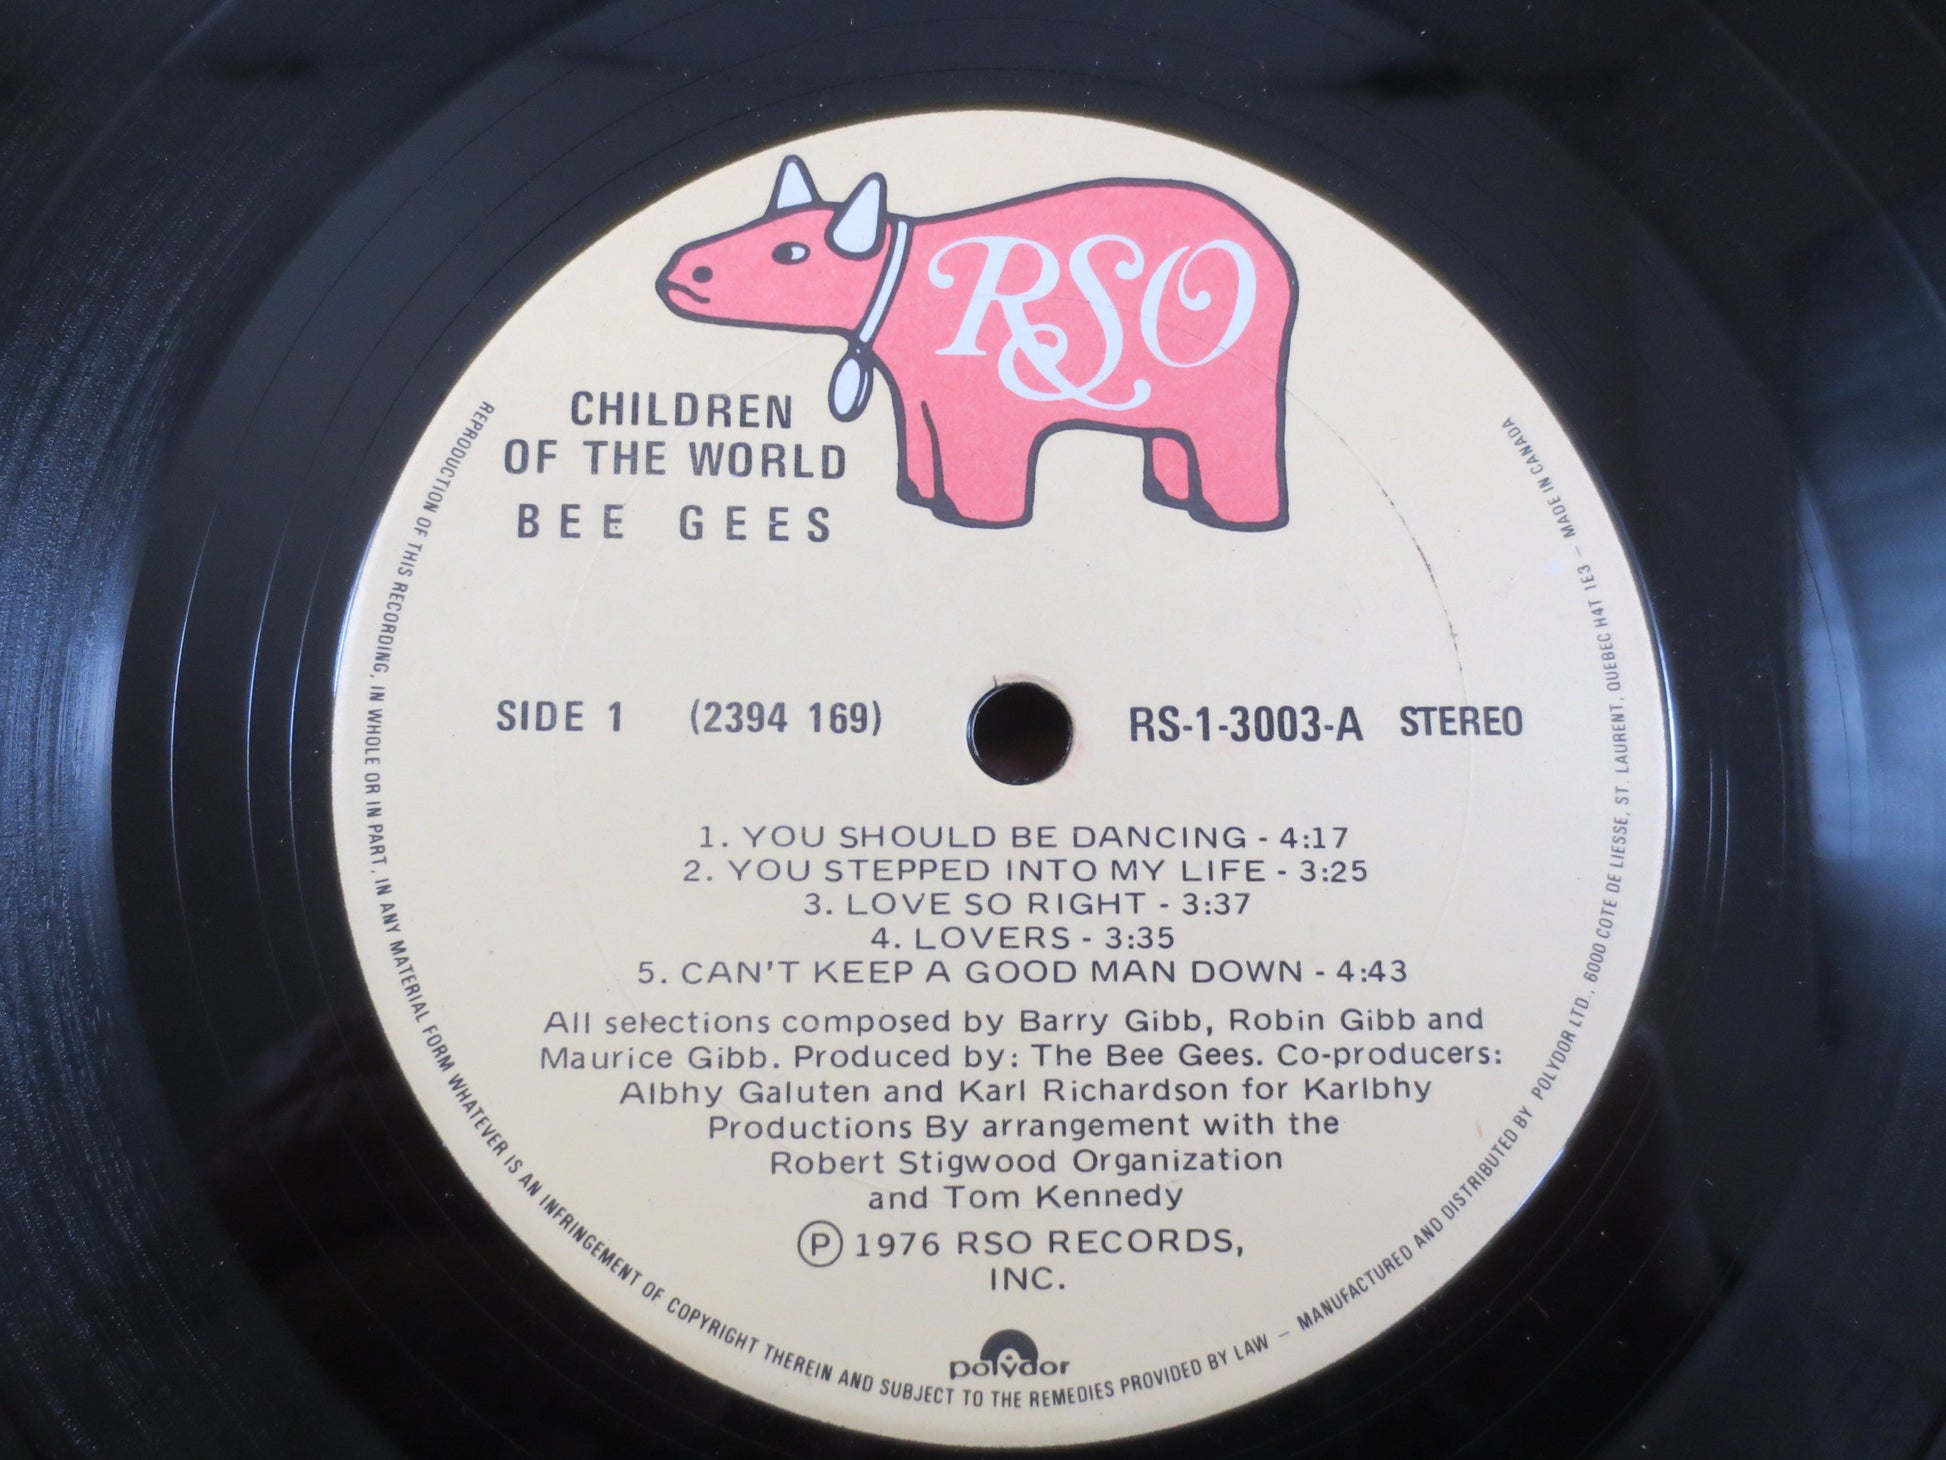 RSO
CHILDREN
OF THE WORLD
BEE GEES
SIDE 1 (2394 169) RS-1-3003-A STEREO
1. YOU SHOULD BE DANCING - 4:17
2. YOU STEPPED INTO MY LIFE - 3:25
3. LOVE SO RIGHT - 3:37
4. LOVERS - 3:35
5. CAN'T KEEP A GOOD MAN DOWN - 4:43
All selections composed by Barry Gibb, Robin Gibb and
Maurice Gibb. Produced by: The Bee Gees. Co-producers:
Albhy Galuten and Karl Richardson for Karlbhy
Productions By arrangement with the
Robert Stigwood Organization
and Tom Kennedy
Ⓟ 1976 RSO RECORDS,
INC.
polydor
REPRODUCTION OF THIS RECORDING, IN WHOLE OR IN PART, IN ANY MATERIAL FORM WHATEVER IS AN INFRINGEMENT OF COPYRIGHT THEREIN AND SUBJECT TO THE REMEDIES PROVIDED BY LAW – MANUFACTURED AND DISTRIBUTED BY POLYDOR LTD., 6000 COTE DE LIESSE, ST. LAURENT, QUEBEC H4T 1E3 – MADE IN CANADA